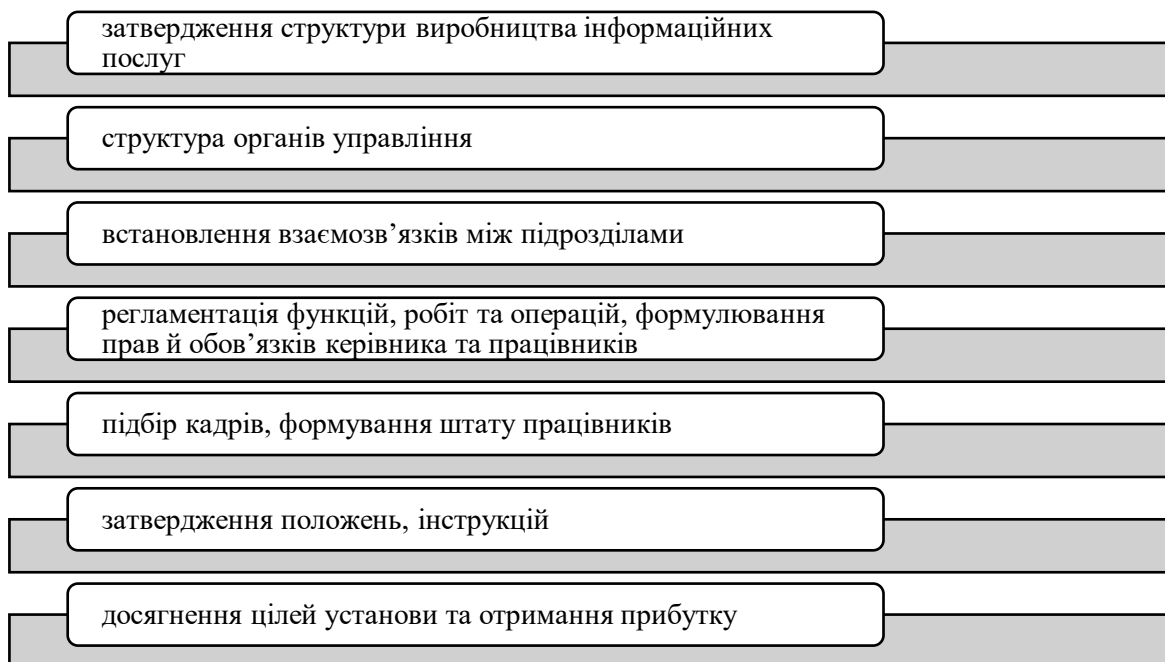 затвердження структури виробництва інформаційних
послуг
структура органів управління
встановлення взаємозв’язків між підрозділами
регламентація функцій, робіт та операцій, формулювання
прав й обов’язків керівника та працівників
підбір кадрів, формування штату працівників
затвердження положень, інструкцій
досягнення цілей установи та отримання прибутку